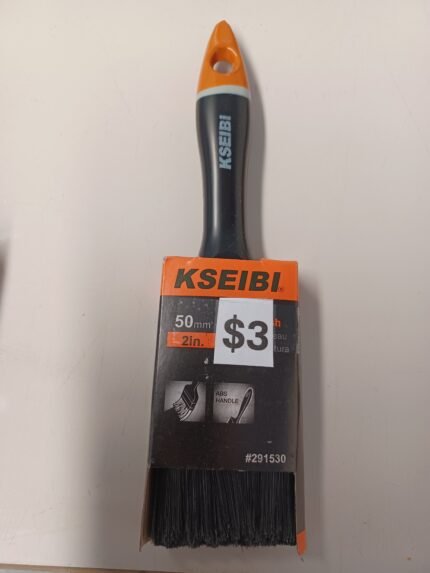 KSEIBI
KSEIBI®
50mm
2in.
$3
ABS
HANDLE
#291530